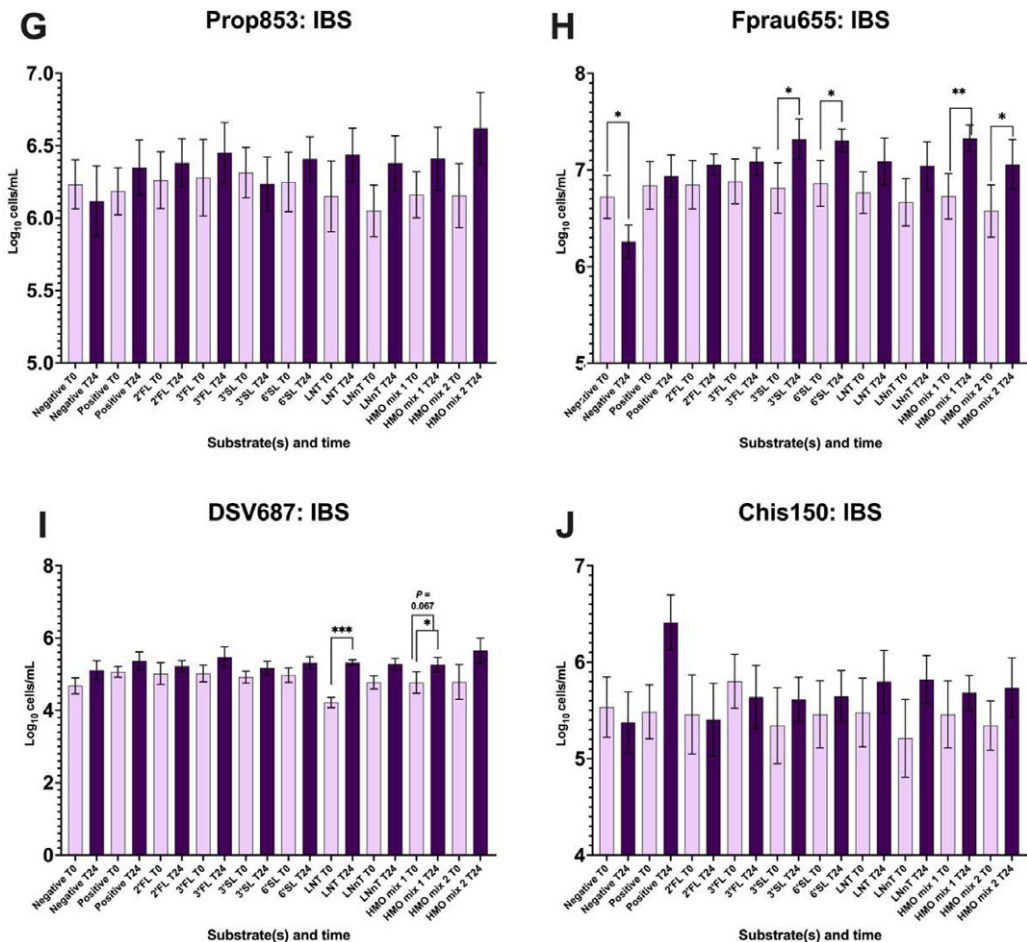 G
Prop853: IBS
Log10 cells/mL
7.0
6.5
6.0
5.5
5.0
Negative T0
Negative T24
Positive T0
Positive T24
2'FL T0
2'FL T24
3'FL T0
3'FL T24
3'SL T0
3'SL T24
6'SL T0
6'SL T24
LNT T0
LNT T24
LNnT T0
LNnT T24
HMO mix 1 T0
HMO mix 1 T24
HMO mix 2 T0
HMO mix 2 T24
Substrate(s) and time
H
Fprau655: IBS
Log10 cells/mL
8
7
6
5
*
*
*
**
*
Negative T24
Positive T0
Positive T24
2'FL T0
2'FL T24
3'FL T0
3'FL T24
3'SL T0
3'SL T24
6'SL T0
6'SL T24
LNT T0
LNT T24
LNnT T0
LNnT T24
HMO mix 1 T0
HMO mix 1 T24
HMO mix 2 T0
HMO mix 2 T24
Substrate(s) and time
I
DSV687: IBS
Log10 cells/mL
8
6
4
2
0
***
P =
0.067
*
Negative T0
Negative T24
Positive T0
Positive T24
2'FL T0
2'FL T24
3'FL T0
3'FL T24
3'SL T0
3'SL T24
6'SL T0
6'SL T24
LNT T0
LNT T24
LNnT T0
LNnT T24
HMO mix 1 T0
HMO mix 1 T24
HMO mix 2 T0
HMO mix 2 T24
Substrate(s) and time
J
Chis150: IBS
Log10 cells/mL
7
6
5
4
Negative T0
Negative T24
Positive T0
Positive T24
2'FL T0
2'FL T24
3'FL T0
3'FL T24
3'SL T0
3'SL T24
6'SL T0
6'SL T24
LNT T0
LNT T24
LNnT T0
LNnT T24
HMO mix 1 T0
HMO mix 1 T24
HMO mix 2 T0
HMO mix 2 T24
Substrate(s) and time